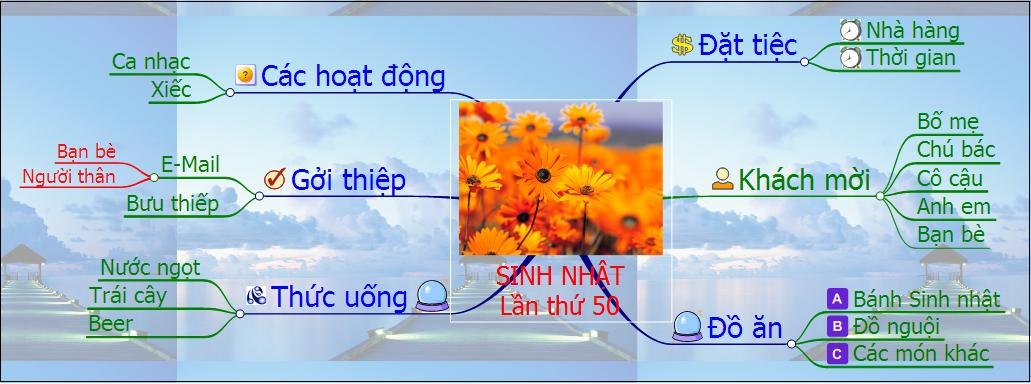 SINH NHẬT
Lần thứ 50
Đặt tiệc
Nhà hàng
Thời gian
Khách mời
Bố mẹ
Chú bác
Cô cậu
Anh em
Bạn bè
Đồ ăn
A Bánh Sinh nhật
B Đồ nguội
C Các món khác
Các hoạt động
Ca nhạc
Xiếc
Gởi thiệp
E-Mail
Bạn bè
Người thân
Bưu thiếp
Thức uống
Nước ngọt
Trái cây
Beer